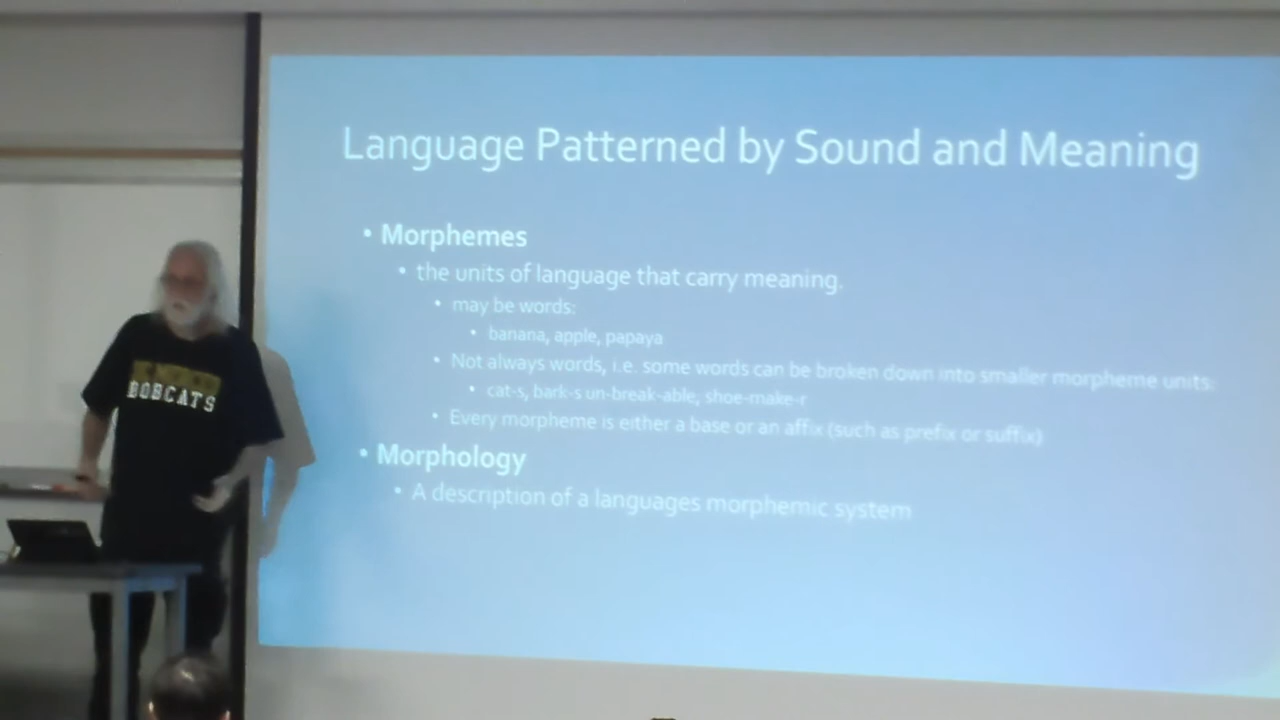 Language Patterned by Sound and Meaning
• Morphemes
• the units of language that carry meaning.
• may be words:
• banana, apple, papaya
• Not always words, i.e. some words can be broken down into smaller morpheme units:
• cat-s, bark-s un-break-able, shoe-make-r
• Every morpheme is either a base or an affix (such as prefix or suffix)
• Morphology
• A description of a languages morphemic system
BOBCATS